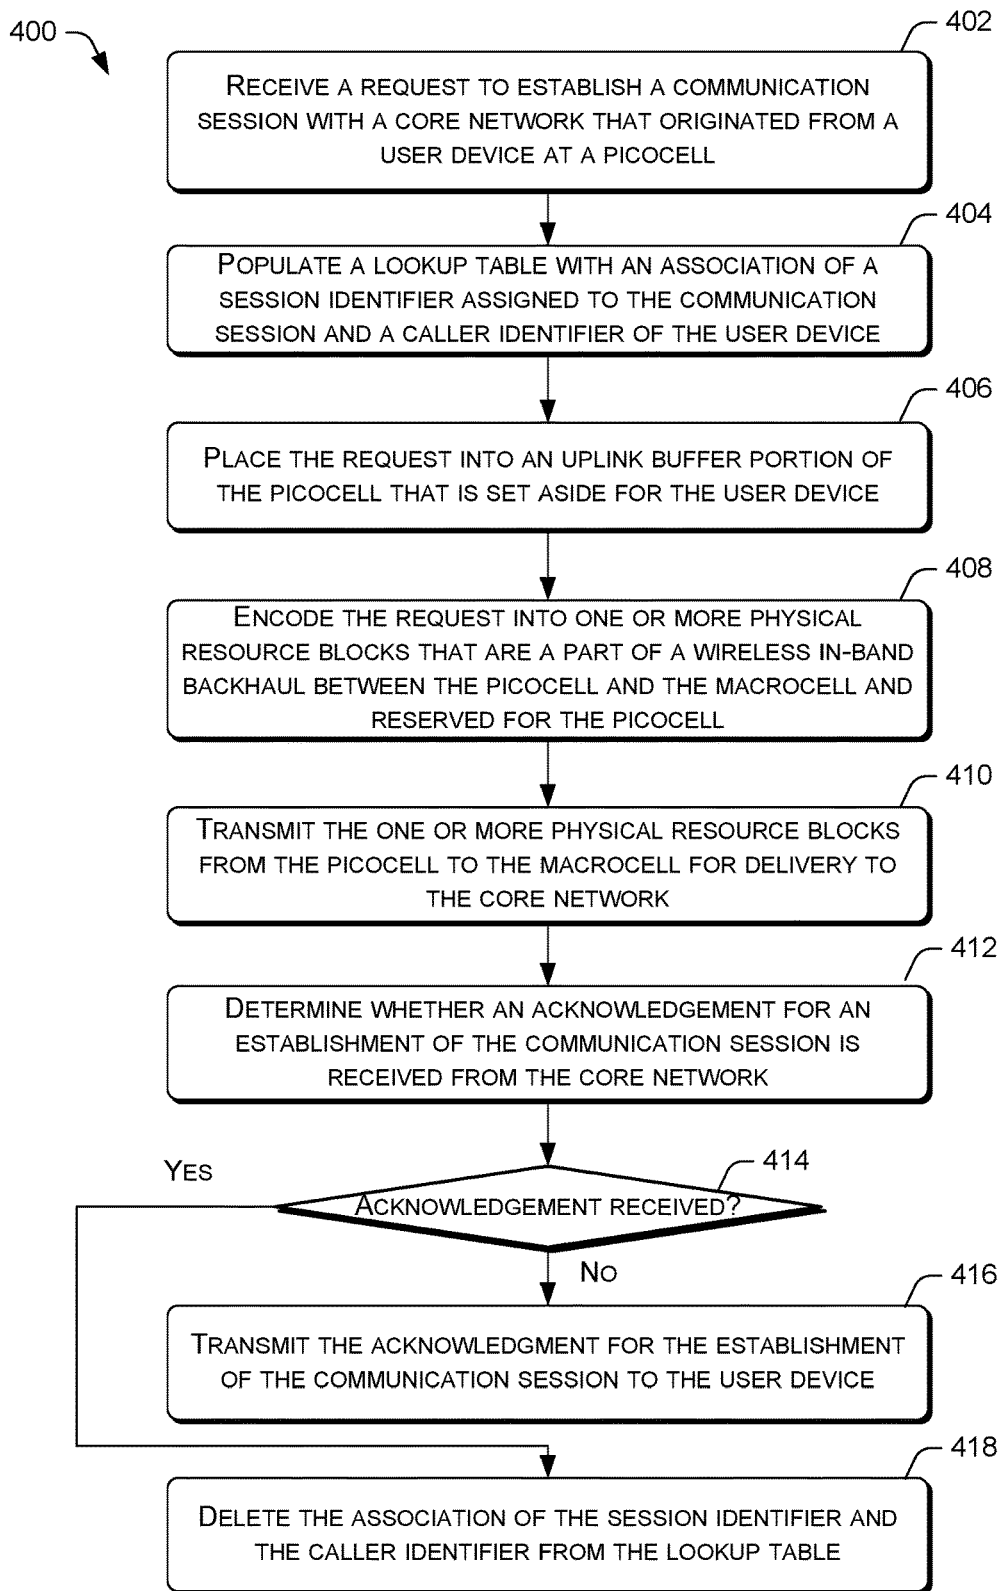 400
402
RECEIVE A REQUEST TO ESTABLISH A COMMUNICATION
SESSION WITH A CORE NETWORK THAT ORIGINATED FROM A
USER DEVICE AT A PICOCELL
404
POPULATE A LOOKUP TABLE WITH AN ASSOCIATION OF A
SESSION IDENTIFIER ASSIGNED TO THE COMMUNICATION
SESSION AND A CALLER IDENTIFIER OF THE USER DEVICE
406
PLACE THE REQUEST INTO AN UPLINK BUFFER PORTION OF
THE PICOCELL THAT IS SET ASIDE FOR THE USER DEVICE
408
ENCODE THE REQUEST INTO ONE OR MORE PHYSICAL
RESOURCE BLOCKS THAT ARE A PART OF A WIRELESS IN-BAND
BACKHAUL BETWEEN THE PICOCELL AND THE MACROCELL AND
RESERVED FOR THE PICOCELL
410
TRANSMIT THE ONE OR MORE PHYSICAL RESOURCE BLOCKS
FROM THE PICOCELL TO THE MACROCELL FOR DELIVERY TO
THE CORE NETWORK
412
DETERMINE WHETHER AN ACKNOWLEDGEMENT FOR AN
ESTABLISHMENT OF THE COMMUNICATION SESSION IS
RECEIVED FROM THE CORE NETWORK
YES
414
ACKNOWLEDGEMENT RECEIVED?
NO
416
TRANSMIT THE ACKNOWLEDGMENT FOR THE ESTABLISHMENT
OF THE COMMUNICATION SESSION TO THE USER DEVICE
418
DELETE THE ASSOCIATION OF THE SESSION IDENTIFIER AND
THE CALLER IDENTIFIER FROM THE LOOKUP TABLE